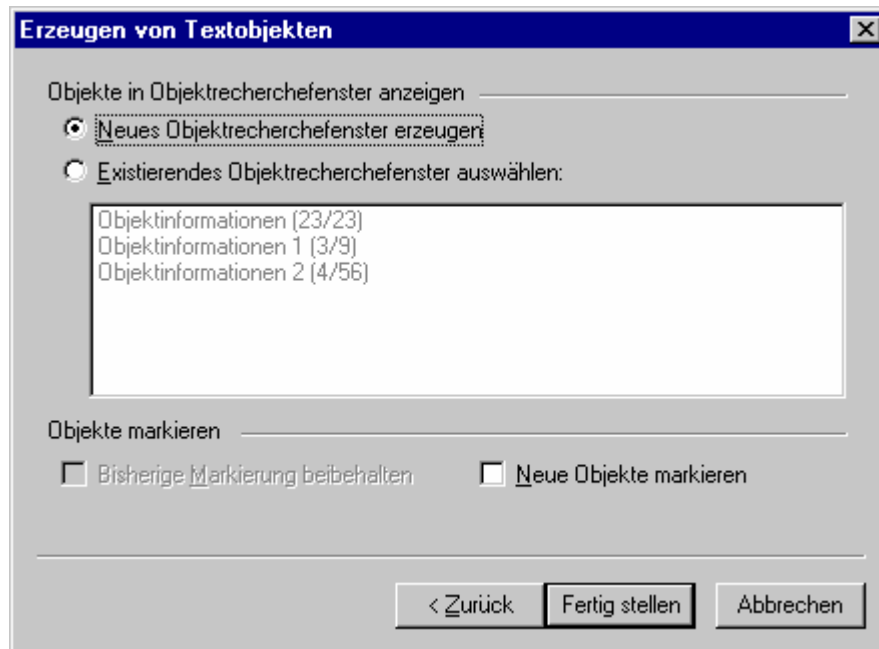 Erzeugen von Textobjekten
Objekte in Objektrecherchefenster anzeigen
Neues Objektrecherchefenster erzeugen
Existierendes Objektrecherchefenster auswählen:
Objektinformationen (23/23)
Objektinformationen 1 (3/9)
Objektinformationen 2 (4/56)
Objekte markieren
Bisherige Markierung beibehalten Neue Objekte markieren
< Zurück Fertig stellen Abbrechen